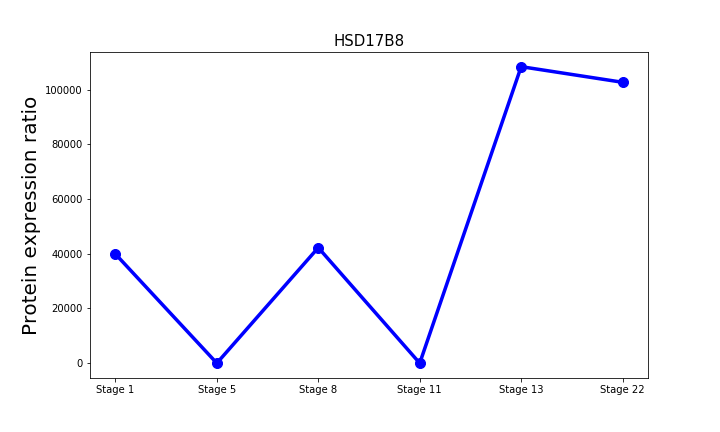 HSD17B8
Protein expression ratio
100000
80000
60000
40000
20000
0
Stage 1 Stage 5 Stage 8 Stage 11 Stage 13 Stage 22